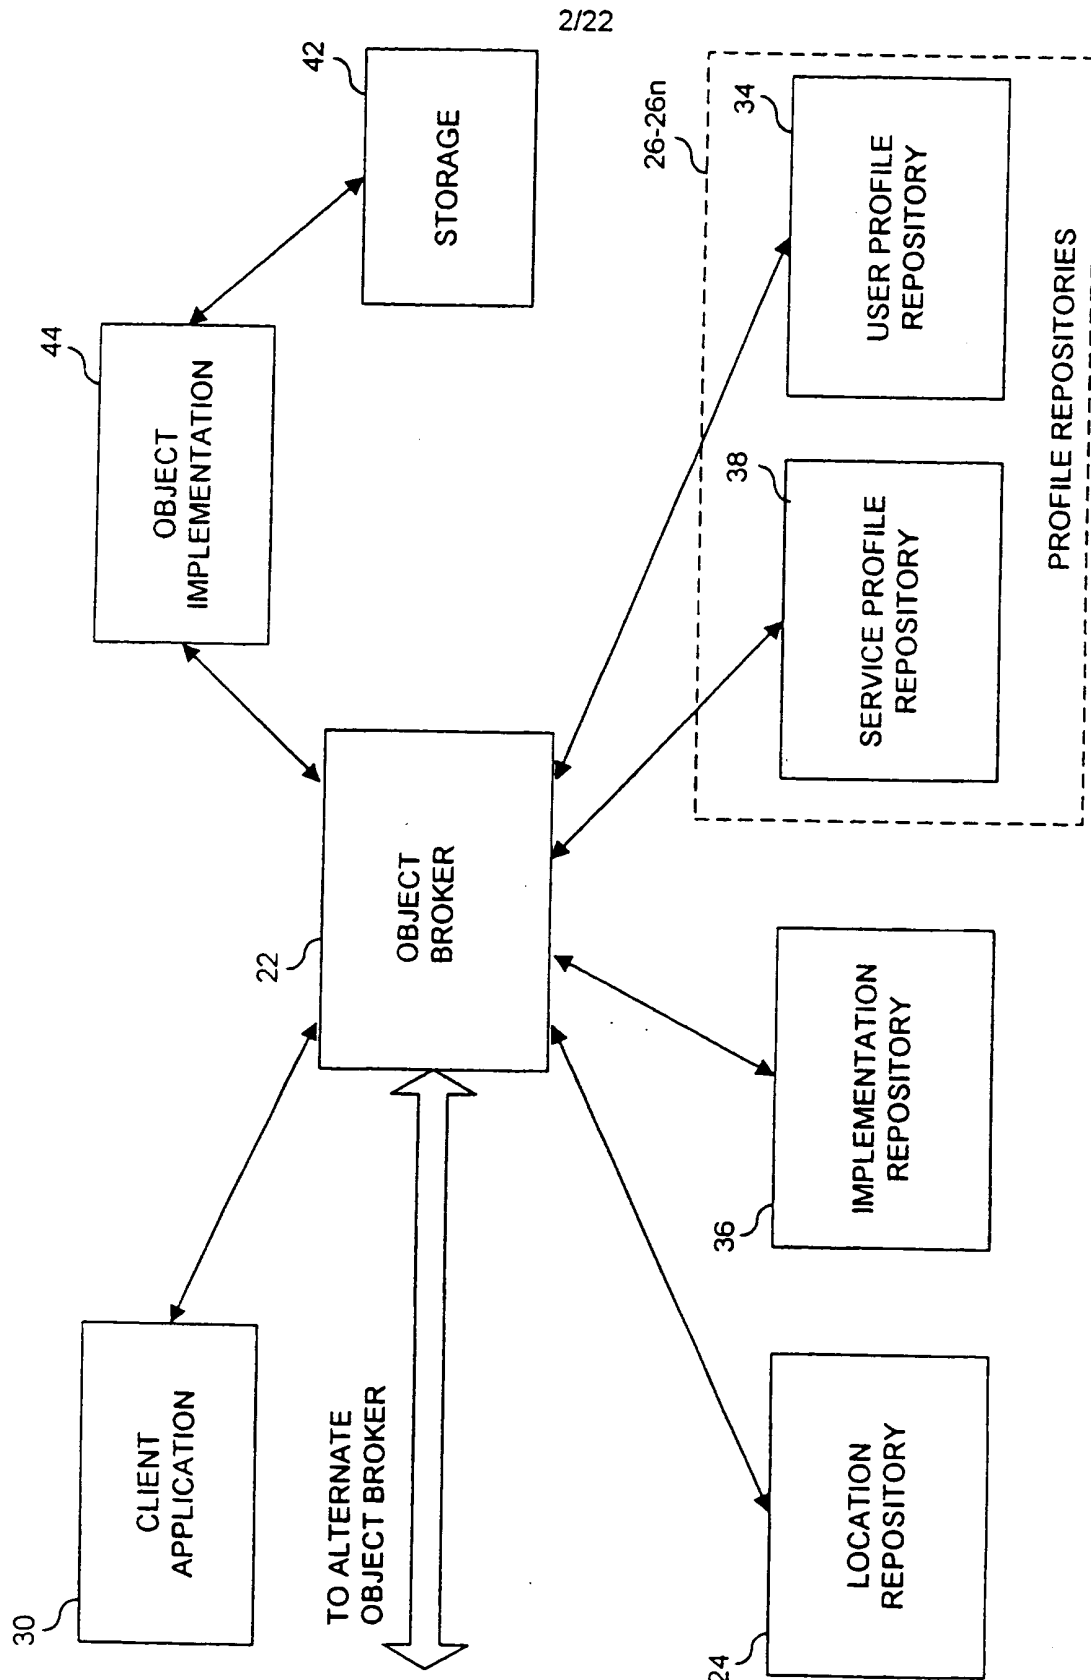 2/22
30
CLIENT
APPLICATION
44
OBJECT
IMPLEMENTATION
42
STORAGE
TO ALTERNATE
OBJECT BROKER
22
OBJECT
BROKER
24
LOCATION
REPOSITORY
36
IMPLEMENTATION
REPOSITORY
26-26n
38
SERVICE PROFILE
REPOSITORY
34
USER PROFILE
REPOSITORY
PROFILE REPOSITORIES